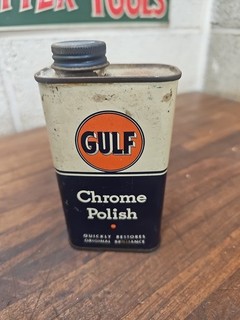 TOOLS
GULF
Chrome
Polish
QUICKLY RESTORES
ORIGINAL BRILLIANCE